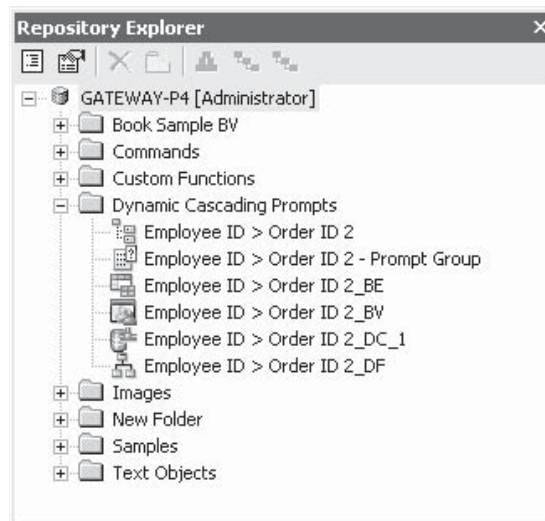 Repository Explorer
GATEWAY-P4 [Administrator]
Book Sample BV
Commands
Custom Functions
Dynamic Cascading Prompts
Employee ID > Order ID 2
Employee ID > Order ID 2 - Prompt Group
Employee ID > Order ID 2_BE
Employee ID > Order ID 2_BV
Employee ID > Order ID 2_DC_1
Employee ID > Order ID 2_DF
Images
New Folder
Samples
Text Objects